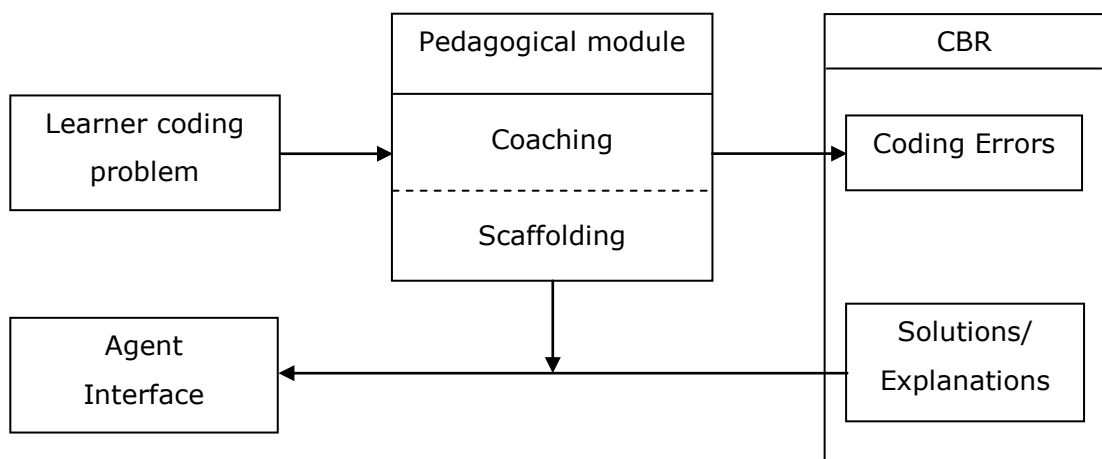 Pedagogical module
CBR
Learner coding
problem
Coaching
Coding Errors
Scaffolding
Agent
Interface
Solutions/
Explanations